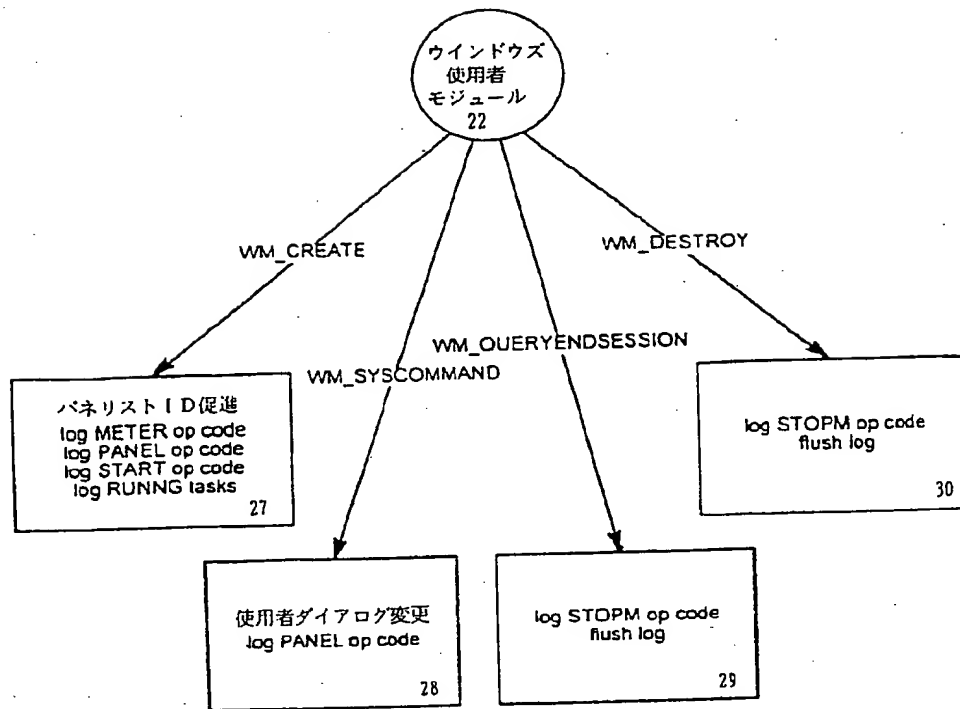 ウインドウズ
使用者
モジュール
22
WM_CREATE
WM_DESTROY
WM_OUERYENDSESSION
WM_SYSCOMMAND
パネリストID促進
log METER op code
log PANEL op code
log START op code
log RUNNG tasks
27
log STOPM op code
flush log
30
使用者ダイアログ変更
log PANEL op code
28
log STOPM op code
flush log
29